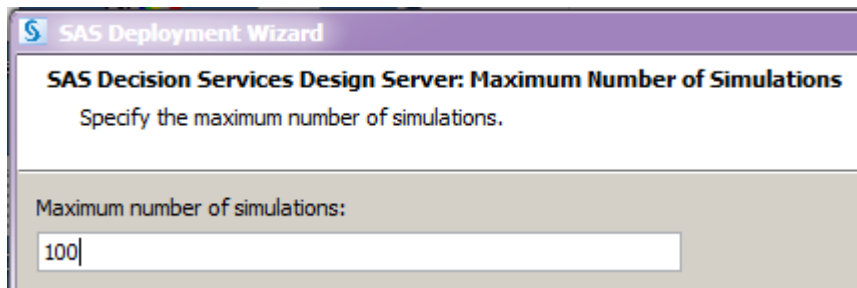 SAS Deployment Wizard
SAS Decision Services Design Server: Maximum Number of Simulations
Specify the maximum number of simulations.
Maximum number of simulations:
100